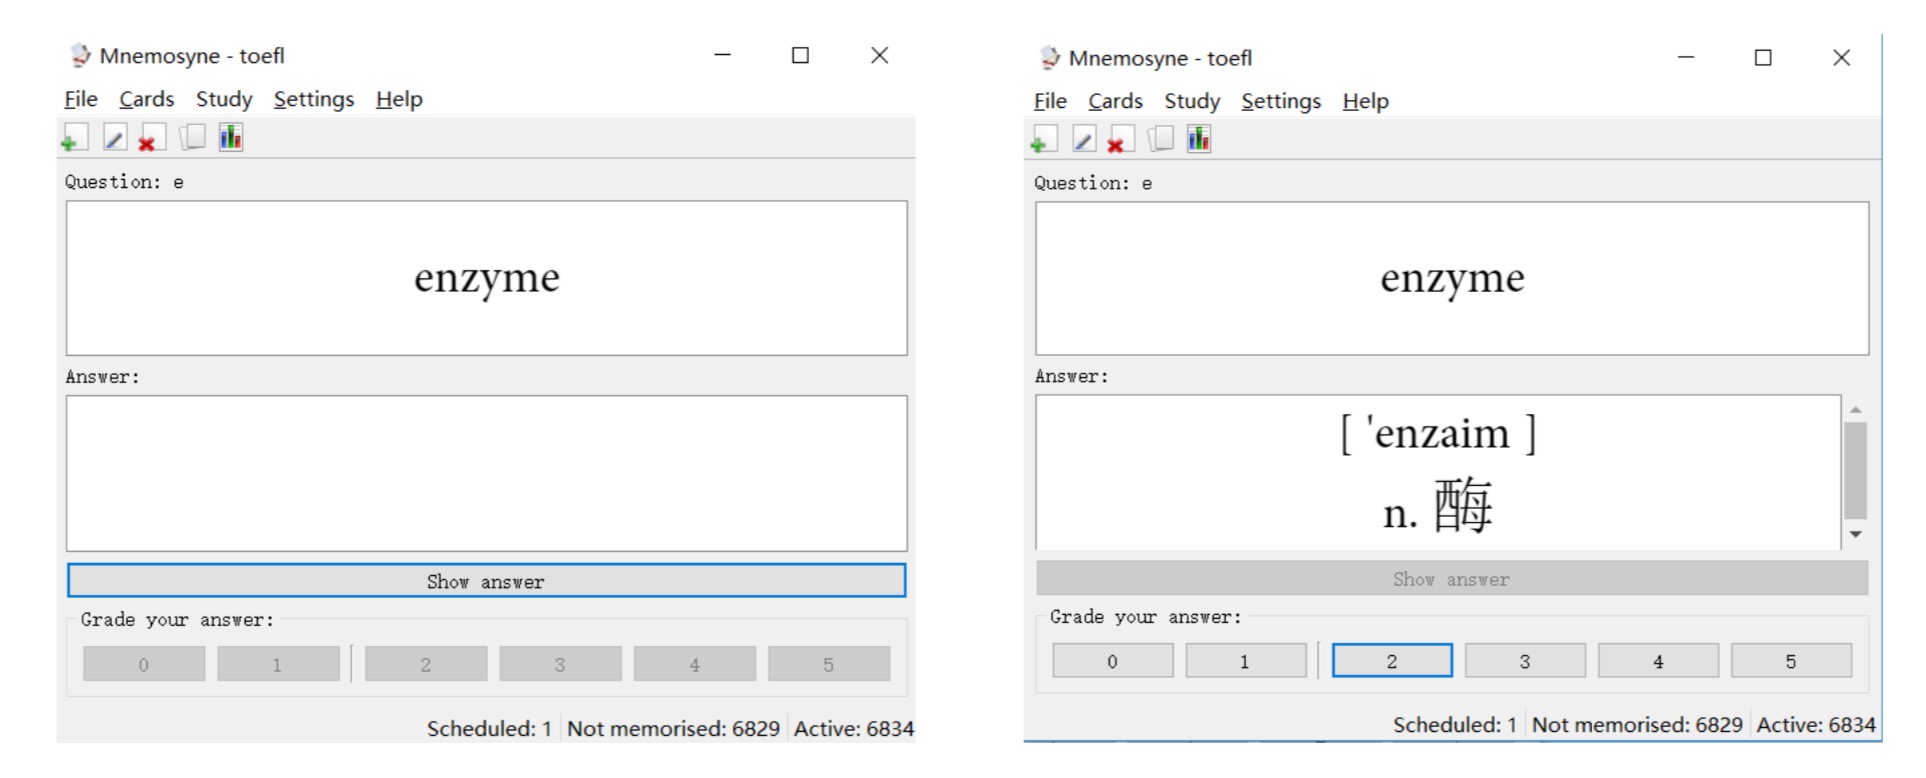 Mnemosyne - toefl
File Cards Study Settings Help
Question: e
enzyme
Answer:
Show answer
Grade your answer:
0 1 2 3 4 5
Scheduled: 1 Not memorised: 6829 Active: 6834
Mnemosyne - toefl
File Cards Study Settings Help
Question: e
enzyme
Answer:
[ 'enzaim ]
n. 酶
Show answer
Grade your answer:
0 1 2 3 4 5
Scheduled: 1 Not memorised: 6829 Active: 6834